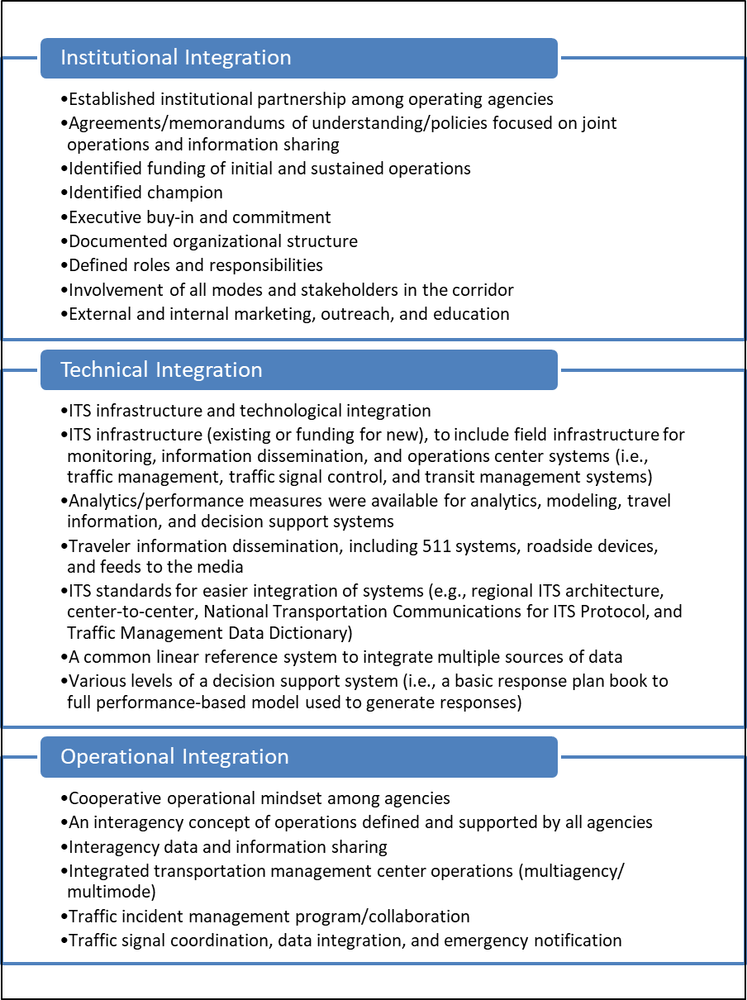 Institutional Integration
•Established institutional partnership among operating agencies
•Agreements/memorandums of understanding/policies focused on joint
operations and information sharing
•Identified funding of initial and sustained operations
•Identified champion
•Executive buy-in and commitment
•Documented organizational structure
•Defined roles and responsibilities
•Involvement of all modes and stakeholders in the corridor
•External and internal marketing, outreach, and education
Technical Integration
•ITS infrastructure and technological integration
•ITS infrastructure (existing or funding for new), to include field infrastructure for
monitoring, information dissemination, and operations center systems (i.e.,
traffic management, traffic signal control, and transit management systems)
•Analytics/performance measures were available for analytics, modeling, travel
information, and decision support systems
•Traveler information dissemination, including 511 systems, roadside devices,
and feeds to the media
•ITS standards for easier integration of systems (e.g., regional ITS architecture,
center-to-center, National Transportation Communications for ITS Protocol, and
Traffic Management Data Dictionary)
•A common linear reference system to integrate multiple sources of data
•Various levels of a decision support system (i.e., a basic response plan book to
full performance-based model used to generate responses)
Operational Integration
•Cooperative operational mindset among agencies
•An interagency concept of operations defined and supported by all agencies
•Interagency data and information sharing
•Integrated transportation management center operations (multiagency/
multimode)
•Traffic incident management program/collaboration
•Traffic signal coordination, data integration, and emergency notification